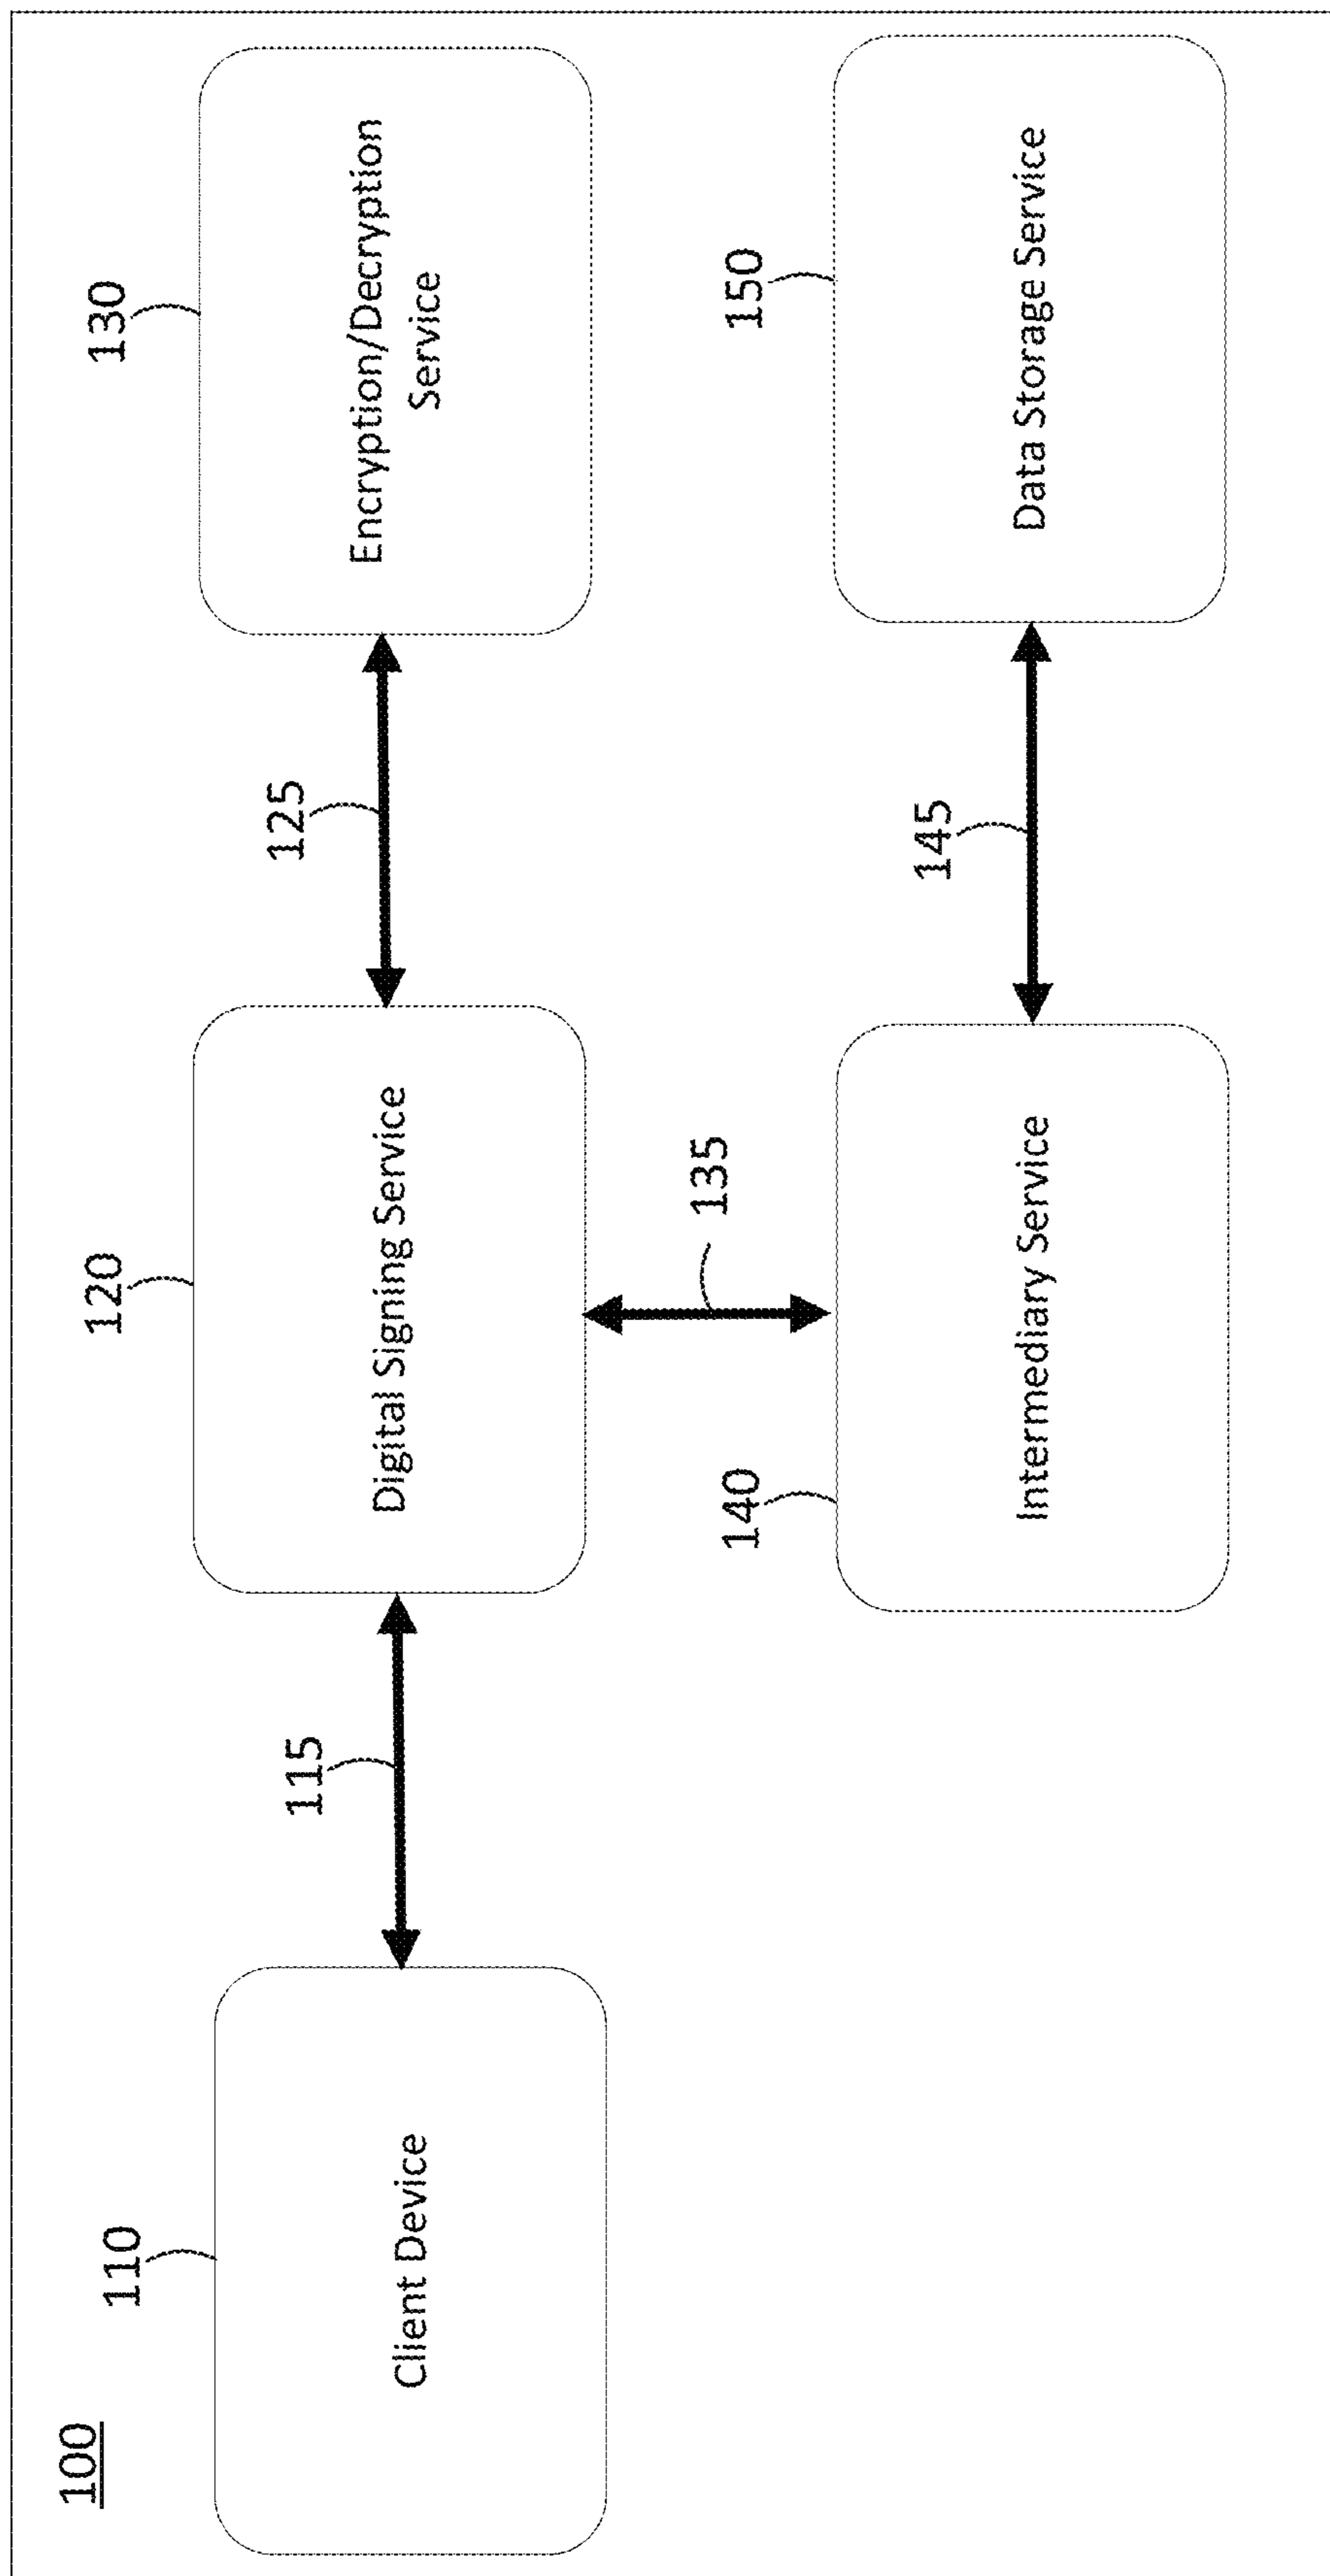 100
110
Client Device
115
120
Digital Signing Service
125
130
Encryption/Decryption
Service
135
140
Intermediary Service
145
150
Data Storage Service